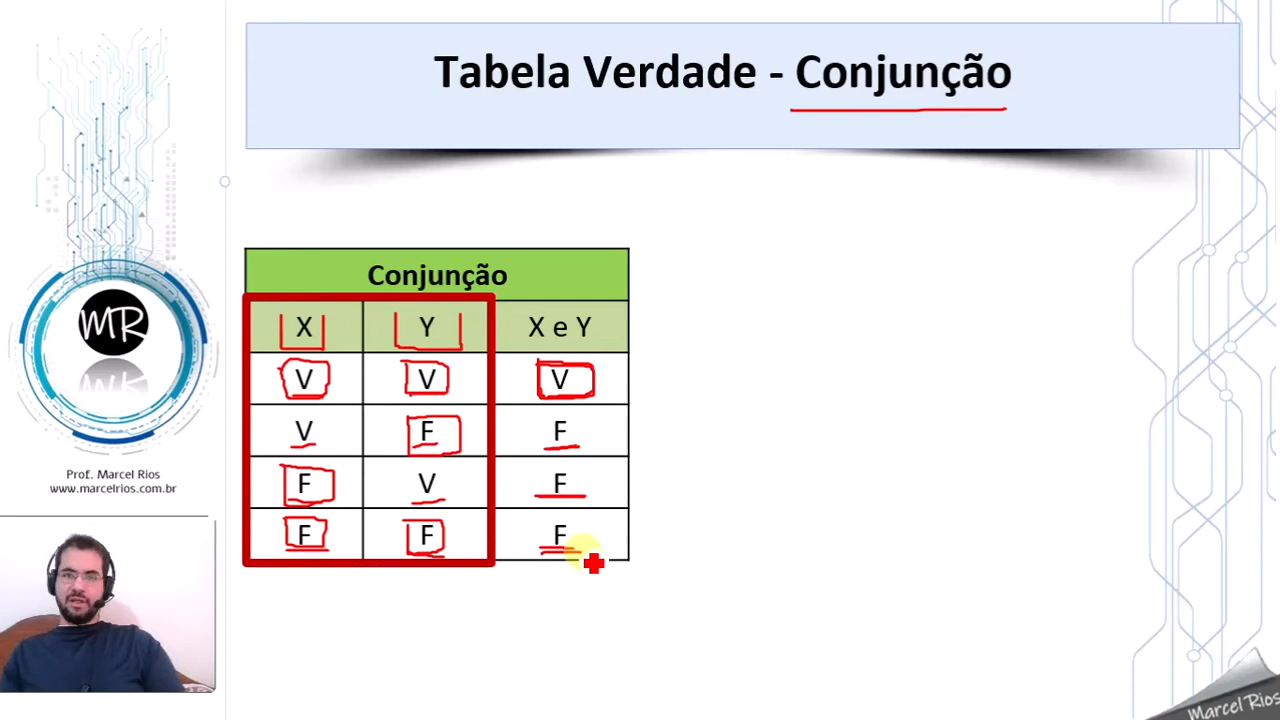 Tabela Verdade - Conjunção
Conjunção
X Y X e Y
V V V
V F F
F V F
F F F
MR
Prof. Marcel Rios
www.marcelrios.com.br
Marcel Rios